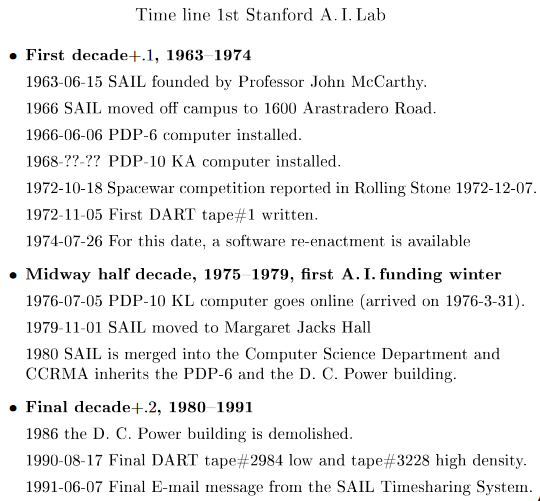 Time line 1st Stanford A. I. Lab
• First decade+.1, 1963–1974
1963-06-15 SAIL founded by Professor John McCarthy.
1966 SAIL moved off campus to 1600 Arastradero Road.
1966-06-06 PDP-6 computer installed.
1968-??-?? PDP-10 KA computer installed.
1972-10-18 Spacewar competition reported in Rolling Stone 1972-12-07.
1972-11-05 First DART tape#1 written.
1974-07-26 For this date, a software re-enactment is available
• Midway half decade, 1975–1979, first A. I. funding winter
1976-07-05 PDP-10 KL computer goes online (arrived on 1976-3-31).
1979-11-01 SAIL moved to Margaret Jacks Hall
1980 SAIL is merged into the Computer Science Department and
CCRMA inherits the PDP-6 and the D. C. Power building.
• Final decade+.2, 1980–1991
1986 the D. C. Power building is demolished.
1990-08-17 Final DART tape#2984 low and tape#3228 high density.
1991-06-07 Final E-mail message from the SAIL Timesharing System.